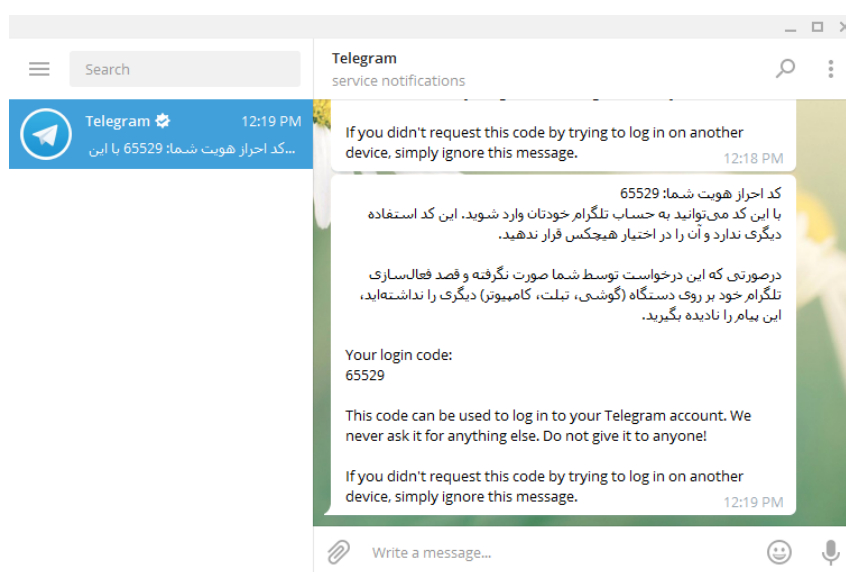 Search
Telegram
service notifications
Telegram
12:19 PM
کد احراز هویت شما: 65529 با این...
If you didn't request this code by trying to log in on another
device, simply ignore this message.
12:18 PM
کد احراز هویت شما: 65529
با این کد می‌توانید به حساب تلگرام خودتان وارد شوید. این کد استفاده
دیگری ندارد و آن را در اختیار هیچکس قرار ندهید.
درصورتی که این درخواست توسط شما صورت نگرفته و قصد فعال‌سازی
تلگرام خود بر روی دستگاه (گوشی، تبلت، کامپیوتر) دیگری را نداشته‌اید،
این پیام را نادیده بگیرید.
Your login code:
65529
This code can be used to log in to your Telegram account. We
never ask it for anything else. Do not give it to anyone!
If you didn't request this code by trying to log in on another
device, simply ignore this message.
12:19 PM
Write a message...